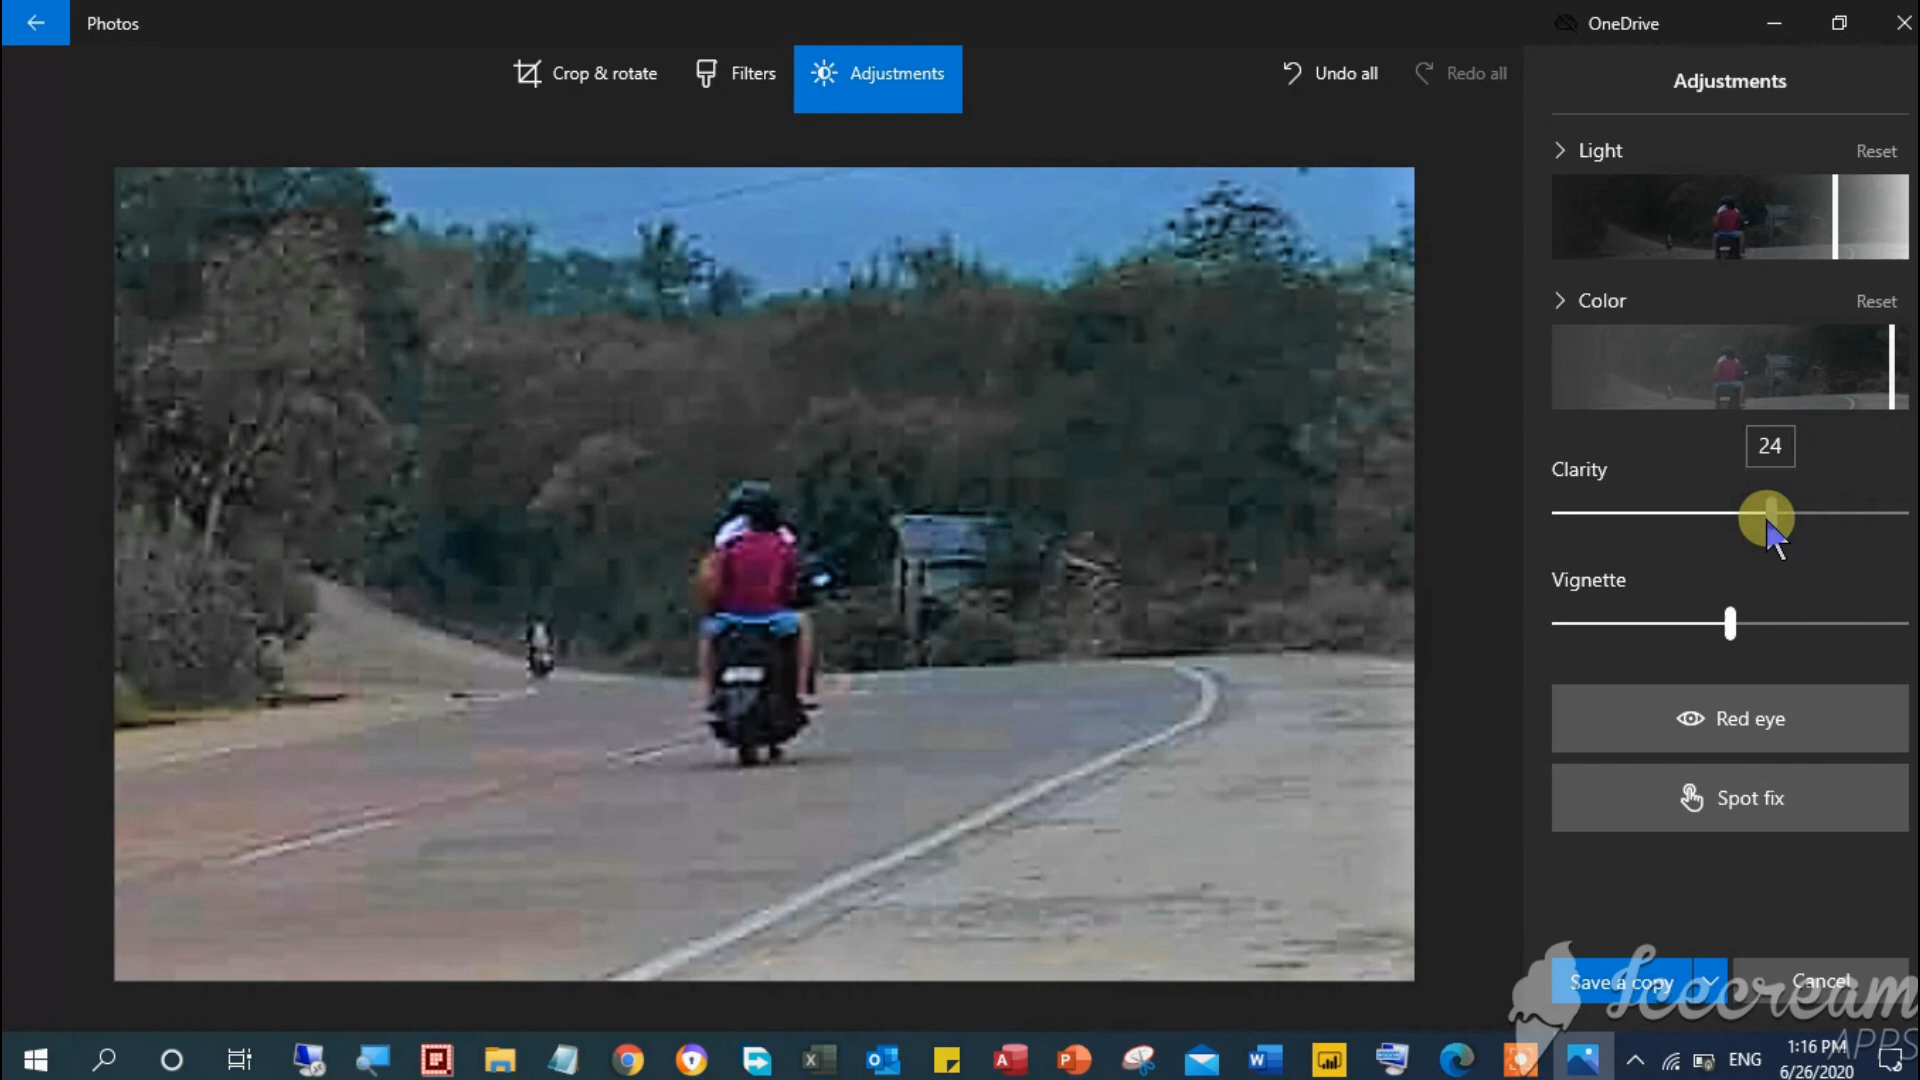 Photos
OneDrive
Crop & rotate
Filters
Adjustments
Undo all
Redo all
Adjustments
Light
Reset
Color
Reset
24
Clarity
Vignette
Red eye
Spot fix
Save a copy
Cancel
Icecream
APPS
ENG
1:16 PM
6/26/2020